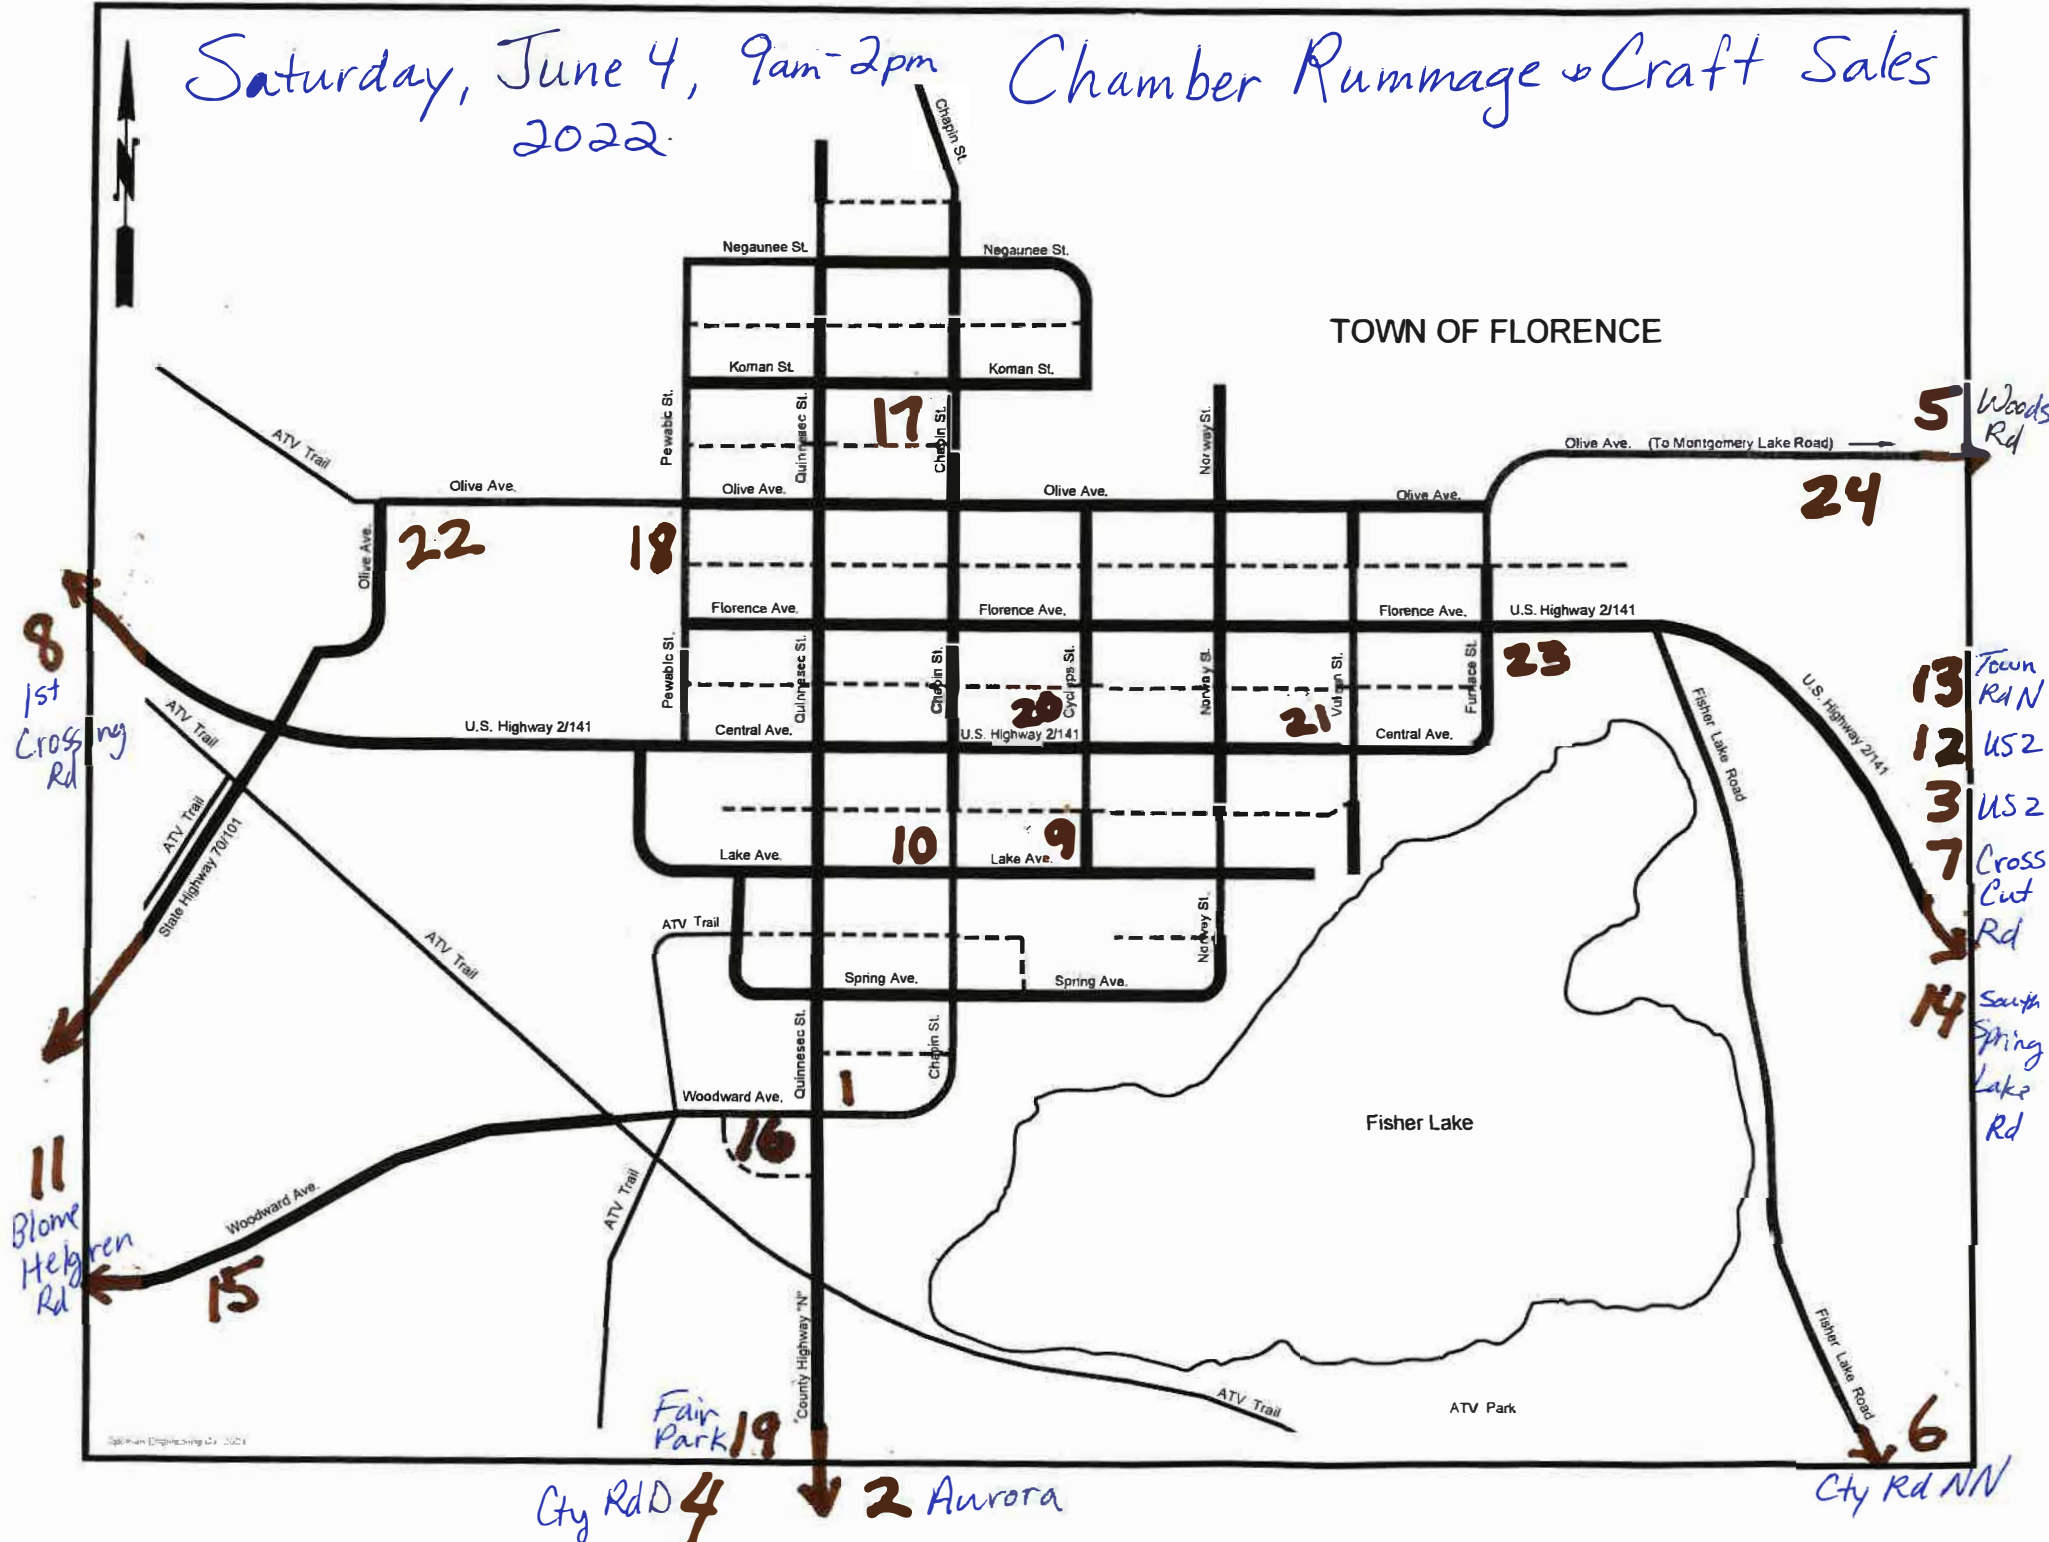 Saturday, June 4, 9am-2pm Chamber Rummage & Craft Sales
2022
Chapin St.
N
Negaunee St.
Negaunee St.
TOWN OF FLORENCE
Koman St.
Koman St.
Pewabic St.
Quinnesec St.
17
Chapin St.
Norway St.
5 Woods
Rd
ATV Trail
Olive Ave. (To Montgomery Lake Road)
Olive Ave.
Olive Ave.
Olive Ave.
Olive Ave.
24
Olive Ave.
22
18
8
1st
Crossing
Rd
Florence Ave.
Florence Ave.
Florence Ave.
U.S. Highway 2/141
Pewabic St.
Quinnesec St.
Chapin St.
Cyclops St.
Norway St.
Vulcan St.
Furnace St.
23
20
21
ATV Trail
U.S. Highway 2/141
Central Ave.
U.S. Highway 2/141
Central Ave.
Fisher Lake Road
U.S. Highway 2/141
13 Town
Rd N
12 US 2
3 US 2
7 Cross
Cut
Rd
14 South
Spring
Lake
Rd
ATV Trail
State Highway 70/101
10
9
Lake Ave.
Lake Ave.
ATV Trail
ATV Trail
Norway St.
Spring Ave.
Spring Ave.
Quinnesec St.
Chapin St.
1
Woodward Ave.
16
Fisher Lake
11
Blome
Helgren
Rd
Woodward Ave.
15
ATV Trail
"County Highway "N"
Fisher Lake Road
ATV Trail
ATV Park
Fair
Park 19
6
Cty Rd D 4
2 Aurora
Cty Rd NN